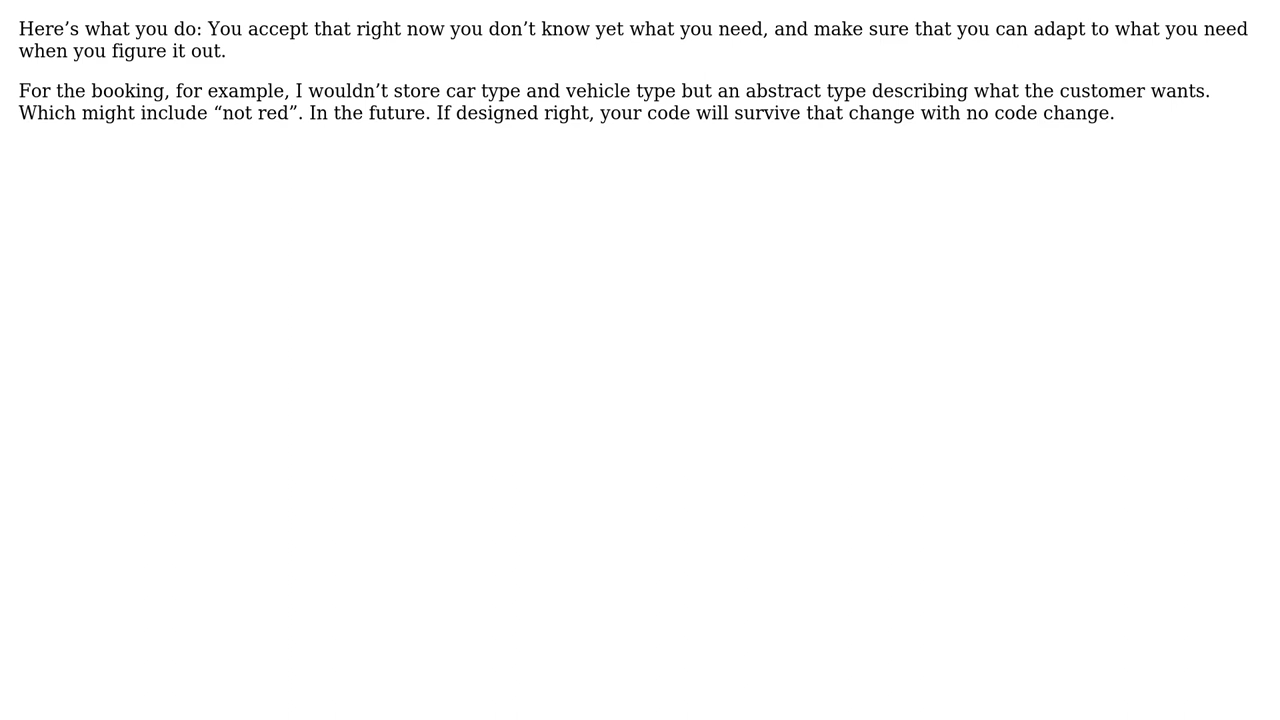 Here’s what you do: You accept that right now you don’t know yet what you need, and make sure that you can adapt to what you need
when you figure it out.
For the booking, for example, I wouldn’t store car type and vehicle type but an abstract type describing what the customer wants.
Which might include “not red”. In the future. If designed right, your code will survive that change with no code change.